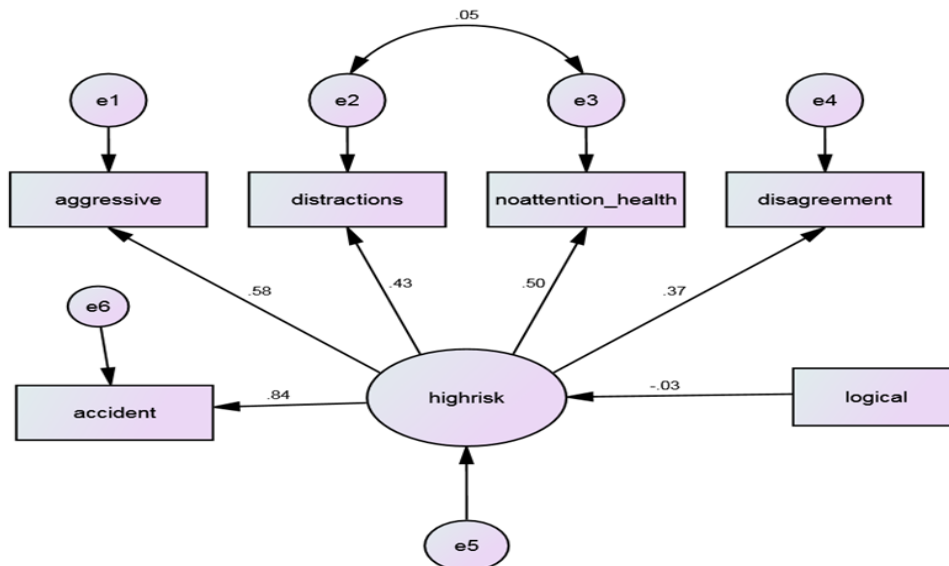 .05
e1
e2
e3
e4
aggressive
distractions
noattention_health
disagreement
.58
.43
.50
.37
e6
accident
.84
highrisk
-.03
logical
e5